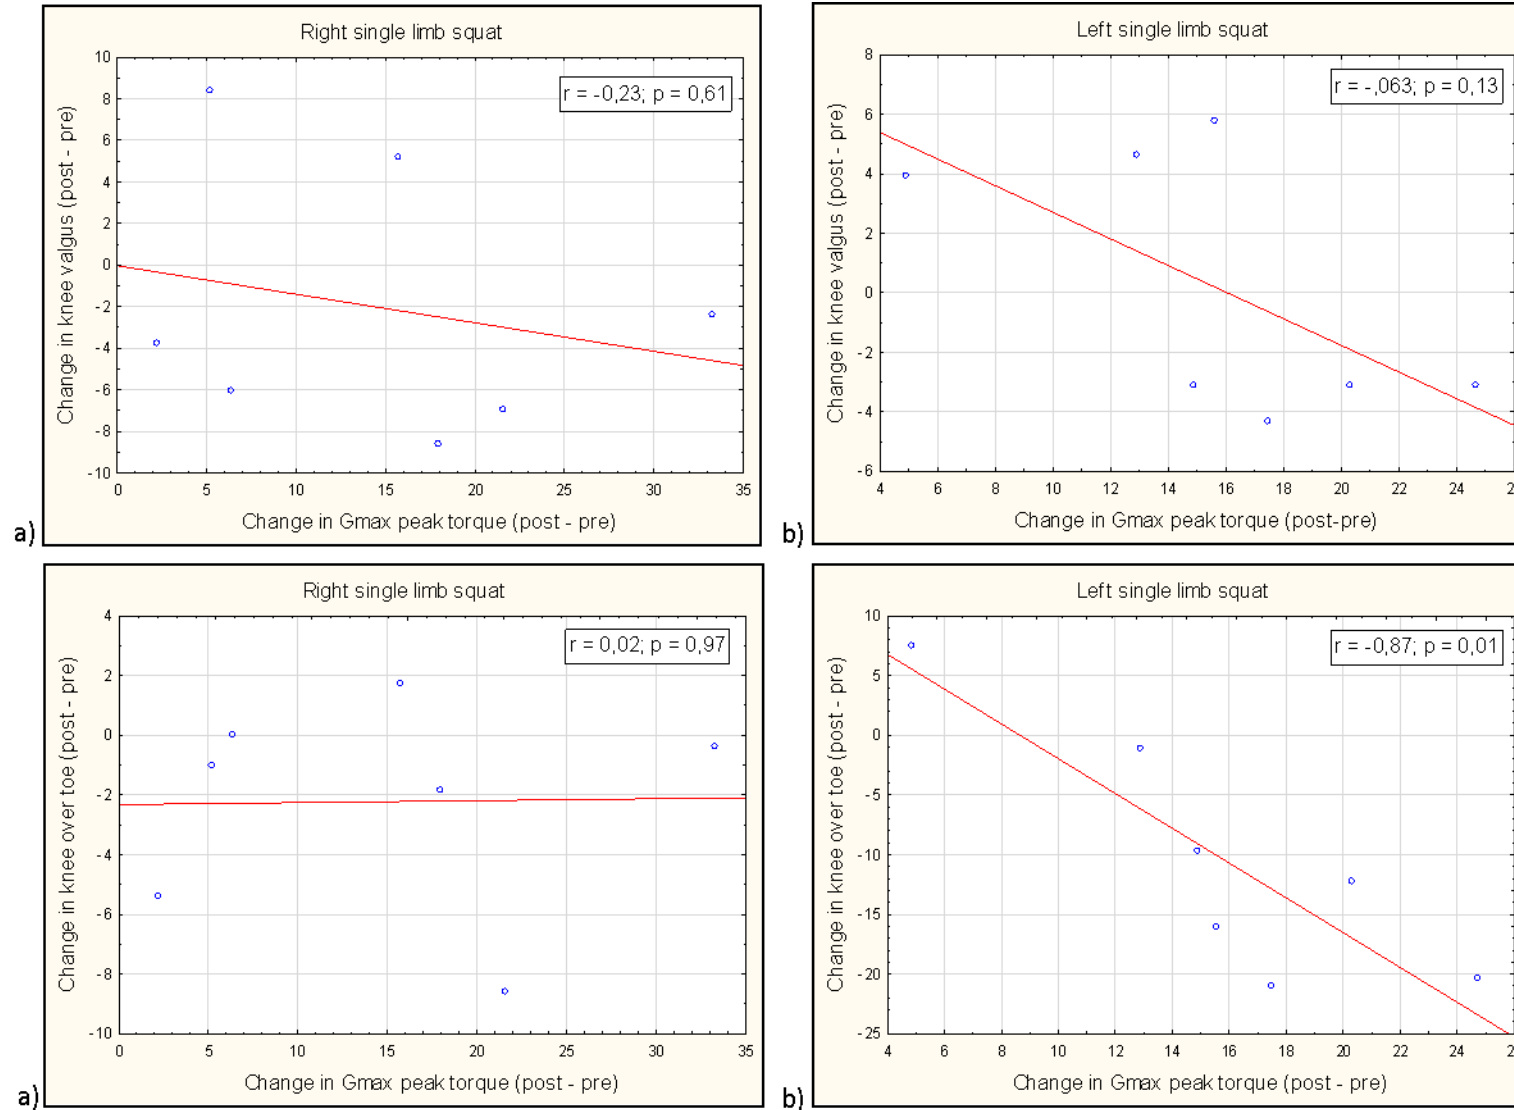 Right single limb squat
r = -0,23; p = 0,61
Change in knee valgus (post - pre)
10
8
6
4
2
0
-2
-4
-6
-8
-10
0 5 10 15 20 25 30 35
Change in Gmax peak torque (post - pre)
a)
Left single limb squat
r = -,063; p = 0,13
Change in knee valgus (post - pre)
8
6
4
2
0
-2
-4
-6
4 6 8 10 12 14 16 18 20 22 24
Change in Gmax peak torque (post-pre)
b)
Right single limb squat
r = 0,02; p = 0,97
Change in knee over toe (post - pre)
4
2
0
-2
-4
-6
-8
-10
0 5 10 15 20 25 30 35
Change in Gmax peak torque (post - pre)
a)
Left single limb squat
r = -0,87; p = 0,01
Change in knee over toe (post - pre)
10
5
0
-5
-10
-15
-20
-25
4 6 8 10 12 14 16 18 20 22 24
Change in Gmax peak torque (post - pre)
b)